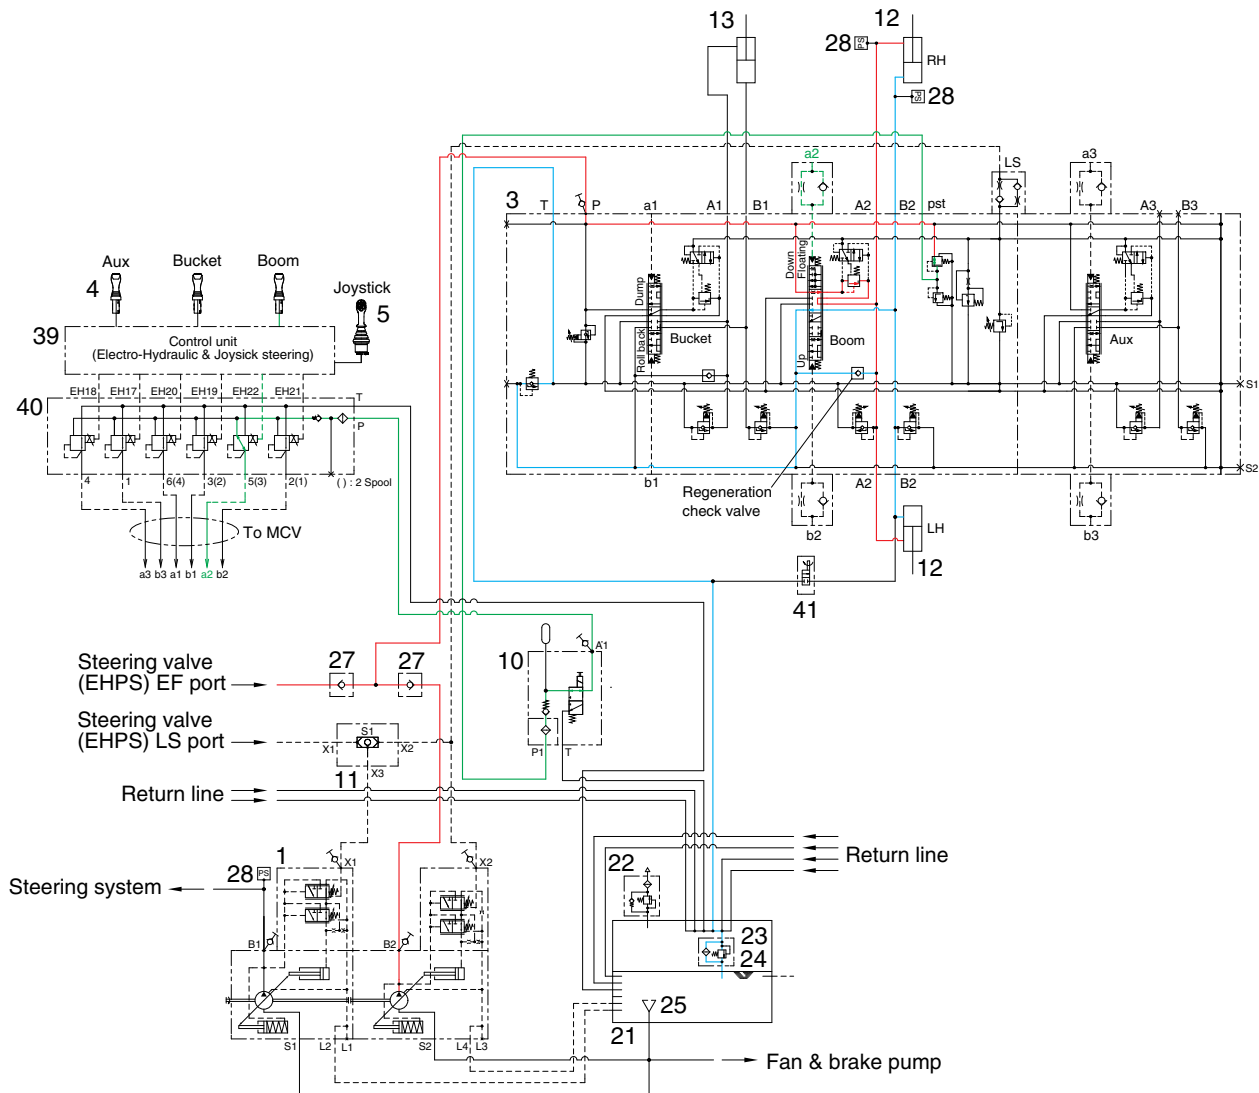 13
12
28
PS
RH
PS
28
a2
LS
a3
3
T
P
a1
A1
B1
A2
B2
pst
A3
B3
Aux
Bucket
Boom
4
Joystick
5
39
Control unit
(Electro-Hydraulic & Joysick steering)
Dump
Roll back
Bucket
Down
Floating
Up
Boom
Aux
EH18
EH17
EH20
EH19
EH22
EH21
T
40
P
S1
4
1
6(4)
3(2)
5(3)
2(1)
( ) : 2 Spool
S2
b1
A2
B2
Regeneration
check valve
To MCV
b2
LH
b3
a3
b3
a1
b1
a2
b2
12
41
Steering valve
(EHPS) EF port
27
27
10
A1
Steering valve
(EHPS) LS port
S1
X1
X2
X3
11
P1
T
Return line
1
X1
X2
28
PS
Steering system
22
Return line
B1
B2
23
24
25
21
S1
L2
L1
S2
L4
L3
Fan & brake pump